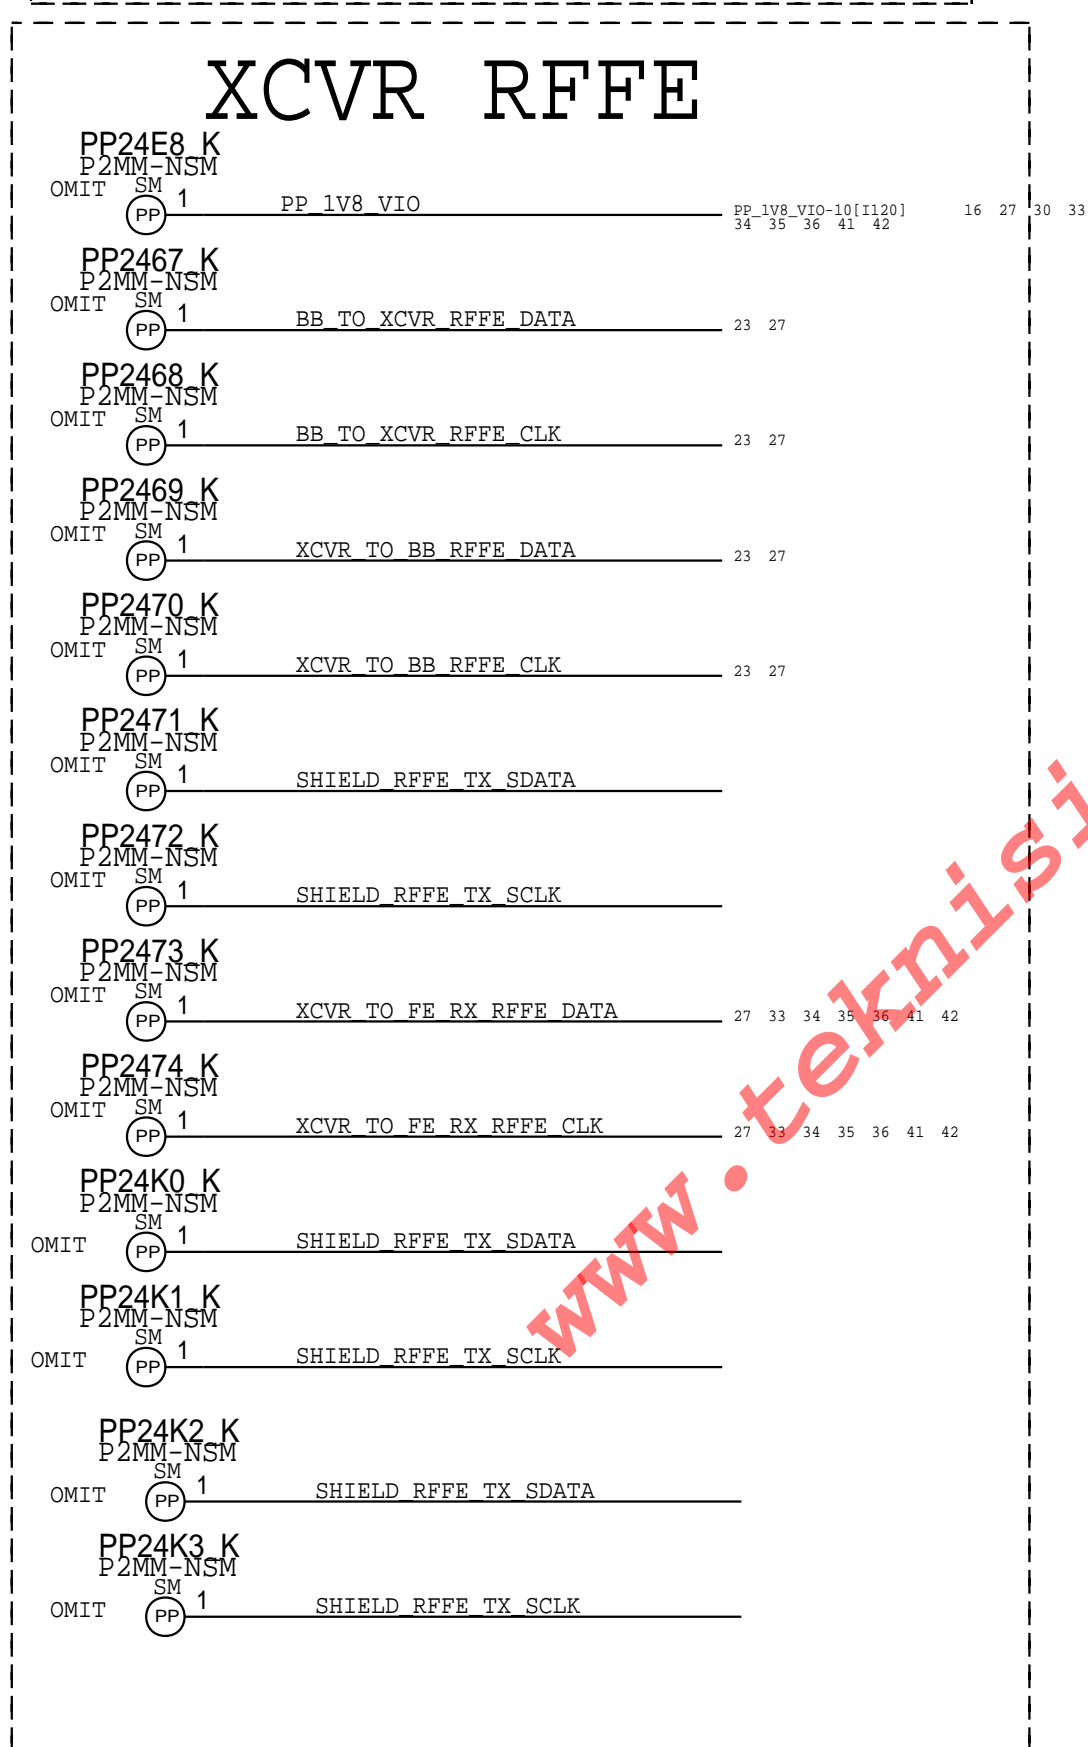 XCVR RFFE
PP24E8_K
P2MM-NSM
OMIT SM 1 PP_1V8_VIO
PP PP_1V8_VIO-10[I120] 16 27 30 33
34 35 36 41 42
PP2467_K
P2MM-NSM
OMIT SM 1 BB_TO_XCVR_RFFE_DATA
PP 23 27
PP2468_K
P2MM-NSM
OMIT SM 1 BB_TO_XCVR_RFFE_CLK
PP 23 27
PP2469_K
P2MM-NSM
OMIT SM 1 XCVR_TO_BB_RFFE_DATA
PP 23 27
PP2470_K
P2MM-NSM
OMIT SM 1 XCVR_TO_BB_RFFE_CLK
PP 23 27
PP2471_K
P2MM-NSM
OMIT SM 1 SHIELD_RFFE_TX_SDATA
PP
PP2472_K
P2MM-NSM
OMIT SM 1 SHIELD_RFFE_TX_SCLK
PP
PP2473_K
P2MM-NSM
OMIT SM 1 XCVR_TO_FE_RX_RFFE_DATA
PP 27 33 34 35 36 41 42
PP2474_K
P2MM-NSM
OMIT SM 1 XCVR_TO_FE_RX_RFFE_CLK
PP 27 33 34 35 36 41 42
PP24K0_K
P2MM-NSM
SM
OMIT PP 1 SHIELD_RFFE_TX_SDATA
PP24K1_K
P2MM-NSM
SM
OMIT PP 1 SHIELD_RFFE_TX_SCLK
PP24K2_K
P2MM-NSM
SM
OMIT PP 1 SHIELD_RFFE_TX_SDATA
PP24K3_K
P2MM-NSM
SM
OMIT PP 1 SHIELD_RFFE_TX_SCLK
www.teknisi